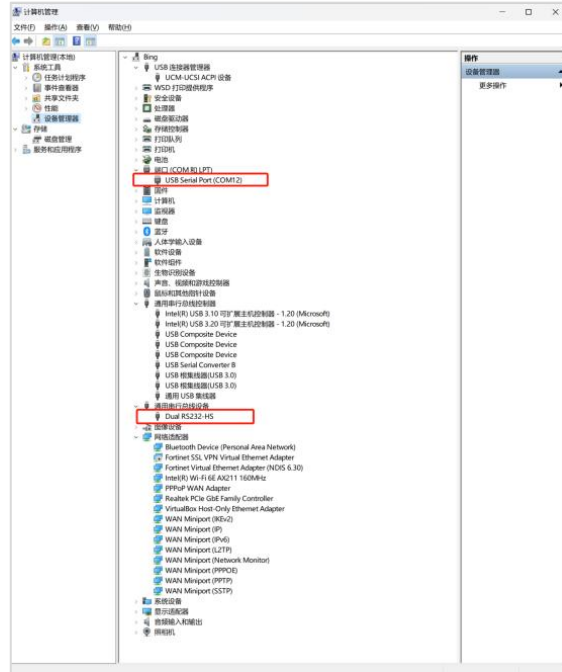 计算机管理
文件(F) 操作(A) 查看(V) 帮助(H)
计算机管理(本地)
系统工具
任务计划程序
事件查看器
共享文件夹
性能
设备管理器
存储
磁盘管理
服务和应用程序
Bing
USB 连接器管理器
UCM-UCSI ACPI 设备
WSD 打印提供程序
安全设备
处理器
磁盘驱动器
存储控制器
打印队列
打印机
电池
端口 (COM 和 LPT)
USB Serial Port (COM12)
固件
计算机
监视器
键盘
蓝牙
人体学输入设备
软件设备
软件组件
生物识别设备
声音、视频和游戏控制器
鼠标和其他指针设备
通用串行总线控制器
Intel(R) USB 3.10 可扩展主机控制器 - 1.20 (Microsoft)
Intel(R) USB 3.20 可扩展主机控制器 - 1.20 (Microsoft)
USB Composite Device
USB Composite Device
USB Composite Device
USB Serial Converter B
USB 根集线器(USB 3.0)
USB 根集线器(USB 3.0)
通用 USB 集线器
通用串行总线设备
Dual RS232-HS
图像设备
网络适配器
Bluetooth Device (Personal Area Network)
Fortinet SSL VPN Virtual Ethernet Adapter
Fortinet Virtual Ethernet Adapter (NDIS 6.30)
Intel(R) Wi-Fi 6E AX211 160MHz
PPPoP WAN Adapter
Realtek PCIe GbE Family Controller
VirtualBox Host-Only Ethernet Adapter
WAN Miniport (IKEv2)
WAN Miniport (IP)
WAN Miniport (IPv6)
WAN Miniport (L2TP)
WAN Miniport (Network Monitor)
WAN Miniport (PPPOE)
WAN Miniport (PPTP)
WAN Miniport (SSTP)
系统设备
显示适配器
音频输入和输出
照相机
操作
设备管理器
更多操作